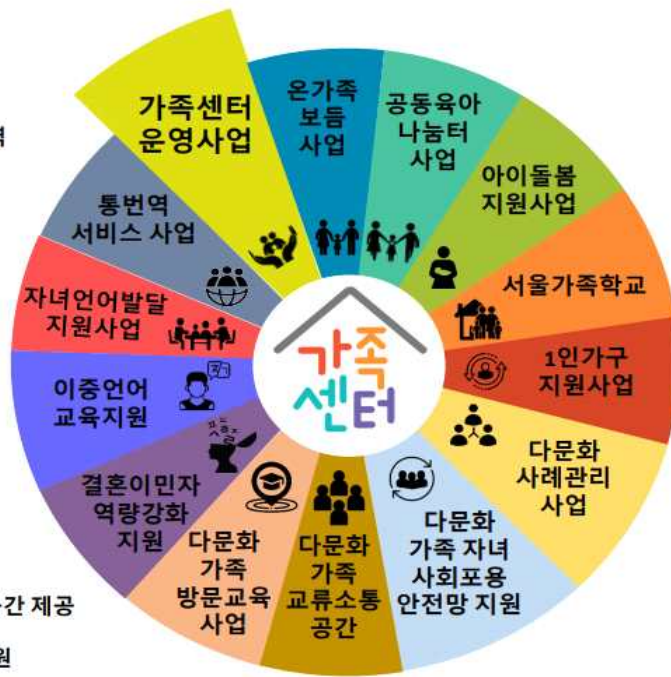 가족센터
운영사업
온가족
보듬
사업
공동육아
나눔터
사업
아이돌봄
지원사업
서울가족학교
1인가구
지원사업
다문화
사례관리
사업
다문화
가족 자녀
사회포용
안전망 지원
다문화
가족
교류소통
공간
다문화
가족
방문교육
사업
결혼이민자
역량강화
지원
이중언어
교육지원
자녀언어발달
지원사업
통번역
서비스 사업
가족
센터
간 제공